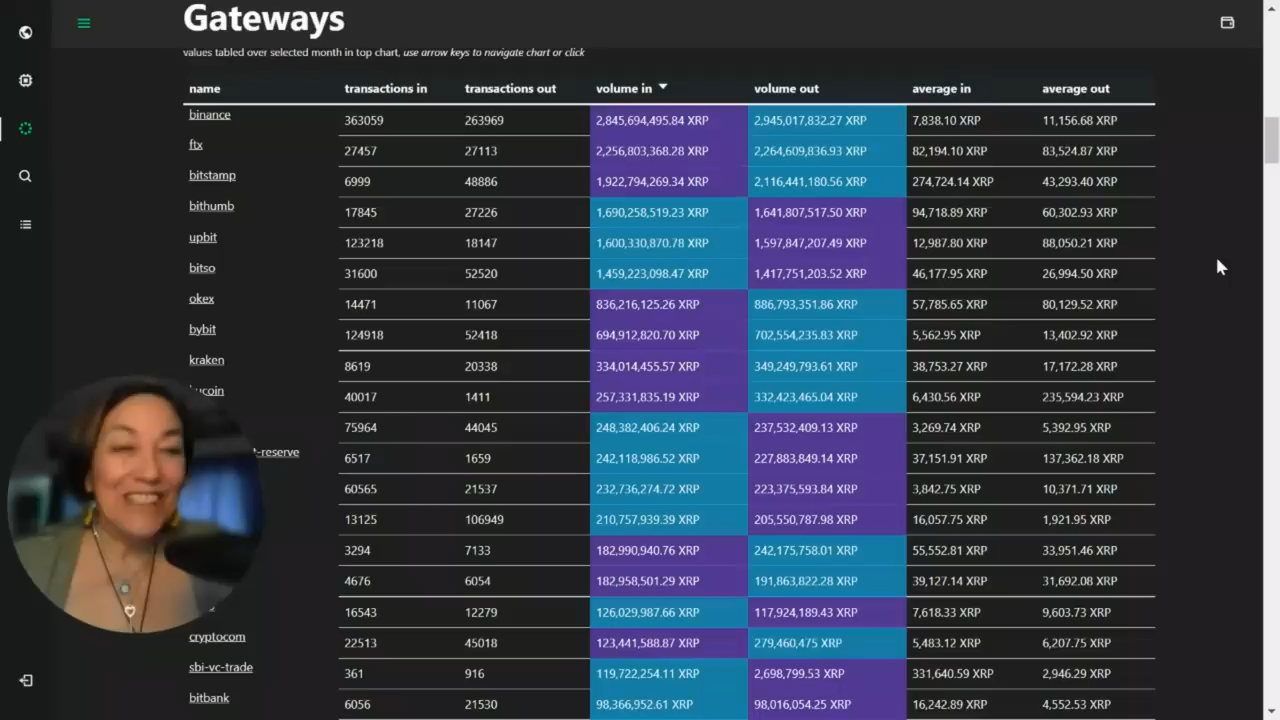 Gateways
values tabled over selected month in top chart, use arrow keys to navigate chart or click
name transactions in transactions out volume in volume out average in average out
binance 363059 263969 2,845,694,495.84 XRP 2,945,017,832.27 XRP 7,838.10 XRP 11,156.68 XRP
ftx 27457 27113 2,256,803,368.28 XRP 2,264,609,836.93 XRP 82,194.10 XRP 83,524.87 XRP
bitstamp 6999 48886 1,922,794,269.34 XRP 2,116,441,180.56 XRP 274,724.14 XRP 43,293.40 XRP
bithumb 17845 27226 1,690,258,519.23 XRP 1,641,807,517.50 XRP 94,718.89 XRP 60,302.93 XRP
upbit 123218 18147 1,600,330,870.78 XRP 1,597,847,207.49 XRP 12,987.80 XRP 88,050.21 XRP
bitso 31600 52520 1,459,223,098.47 XRP 1,417,751,203.52 XRP 46,177.95 XRP 26,994.50 XRP
okex 14471 11067 836,216,125.26 XRP 886,793,351.86 XRP 57,785.65 XRP 80,129.52 XRP
bybit 124918 52418 694,912,820.70 XRP 702,554,235.83 XRP 5,562.95 XRP 13,402.92 XRP
kraken 8619 20338 334,014,455.57 XRP 349,249,793.61 XRP 38,753.27 XRP 17,172.28 XRP
ucoin 40017 1411 257,331,835.19 XRP 332,423,465.04 XRP 6,430.56 XRP 235,594.23 XRP
75964 44045 248,382,406.24 XRP 237,532,409.13 XRP 3,269.74 XRP 5,392.95 XRP
t-reserve 6517 1659 242,118,986.52 XRP 227,883,849.14 XRP 37,151.91 XRP 137,362.18 XRP
60565 21537 232,736,274.72 XRP 223,375,593.84 XRP 3,842.75 XRP 10,371.71 XRP
13125 106949 210,757,939.39 XRP 205,550,787.98 XRP 16,057.75 XRP 1,921.95 XRP
3294 7133 182,990,940.76 XRP 242,175,758.01 XRP 55,552.81 XRP 33,951.46 XRP
4676 6054 182,958,501.29 XRP 191,863,822.28 XRP 39,127.14 XRP 31,692.08 XRP
16543 12279 126,029,987.66 XRP 117,924,189.43 XRP 7,618.33 XRP 9,603.73 XRP
cryptocom 22513 45018 123,441,588.87 XRP 279,460,475 XRP 5,483.12 XRP 6,207.75 XRP
sbi-vc-trade 361 916 119,722,254.11 XRP 2,698,799.53 XRP 331,640.59 XRP 2,946.29 XRP
bitbank 6056 21530 98,366,952.61 XRP 98,016,054.25 XRP 16,242.89 XRP 4,552.53 XRP